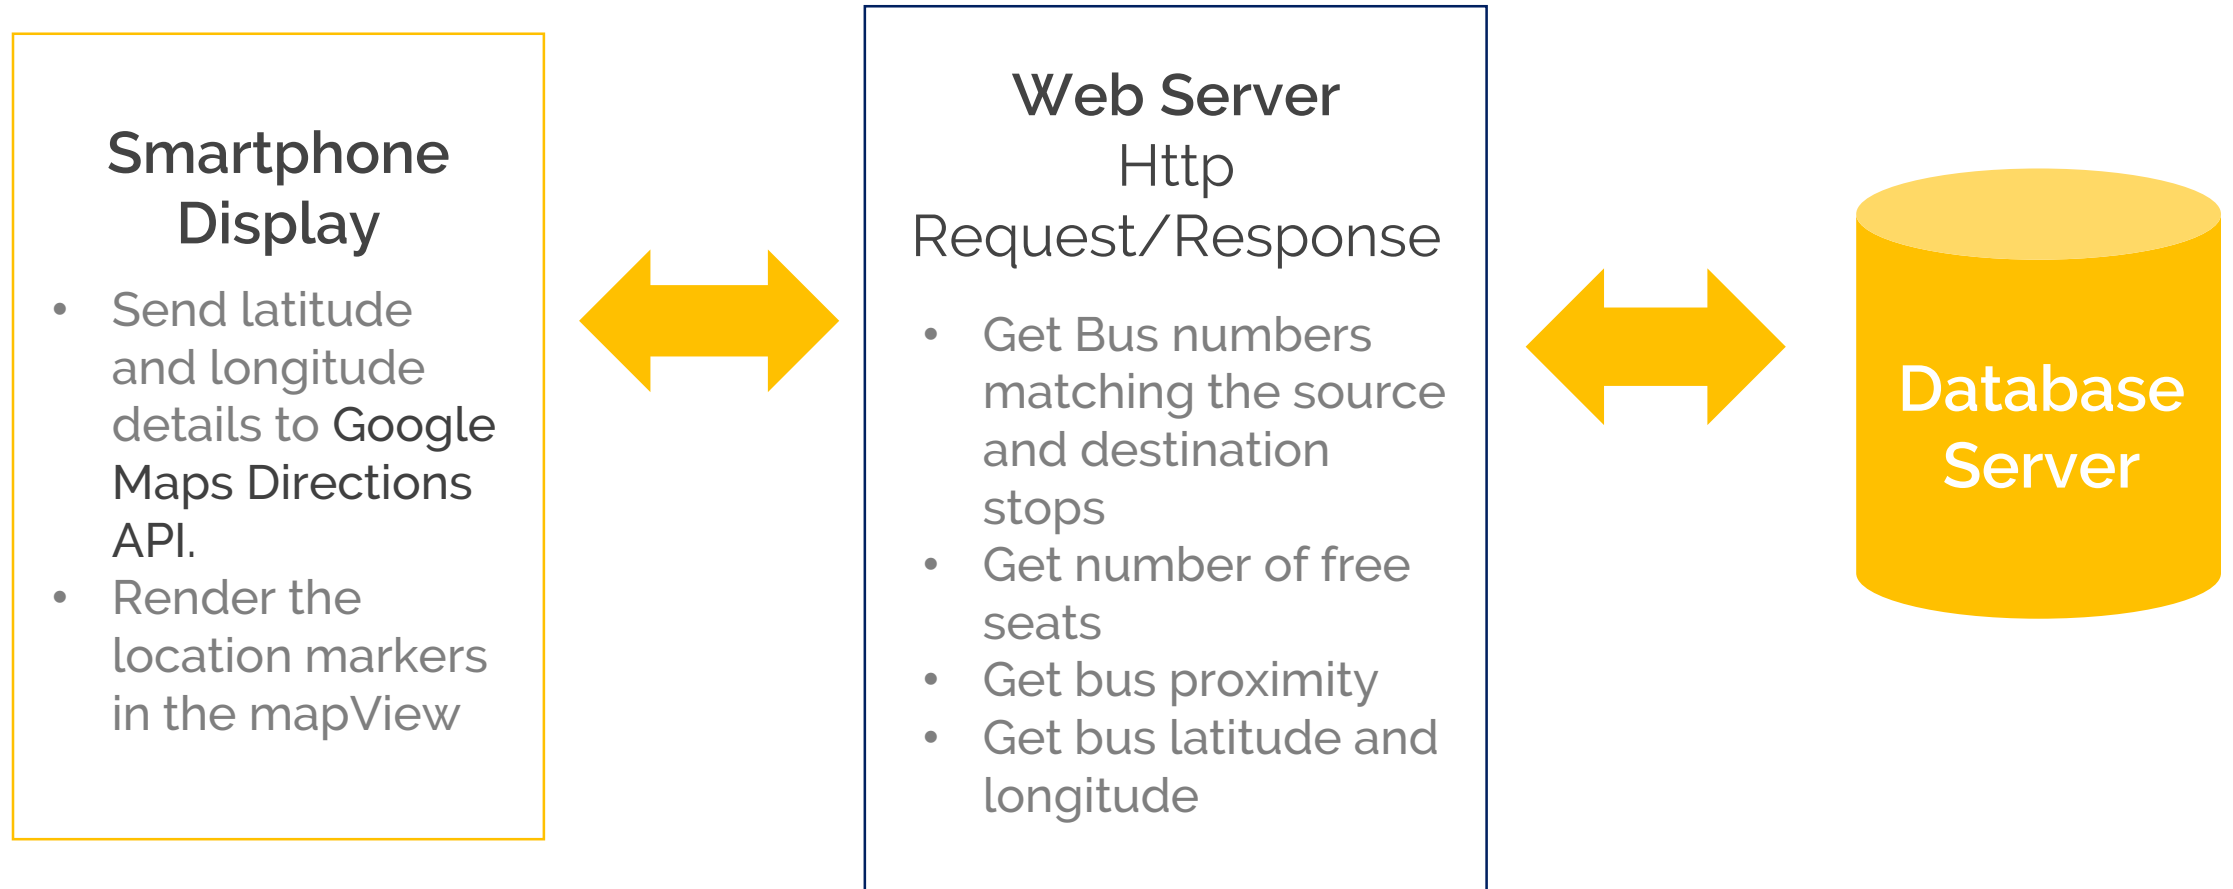 Smartphone
Display
• Send latitude
and longitude
details to Google
Maps Directions
API.
• Render the
location markers
in the mapView
Web Server
Http
Request/Response
• Get Bus numbers
matching the source
and destination
stops
• Get number of free
seats
• Get bus proximity
• Get bus latitude and
longitude
Database
Server